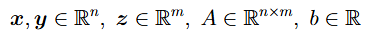 x, y ∈ ℝⁿ, z ∈ ℝᵐ, A ∈ ℝⁿˣᵐ, b ∈ ℝ